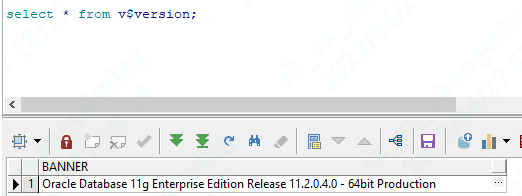 select * from v$version;
BANNER
1 Oracle Database 11g Enterprise Edition Release 11.2.0.4.0 - 64bit Production ...